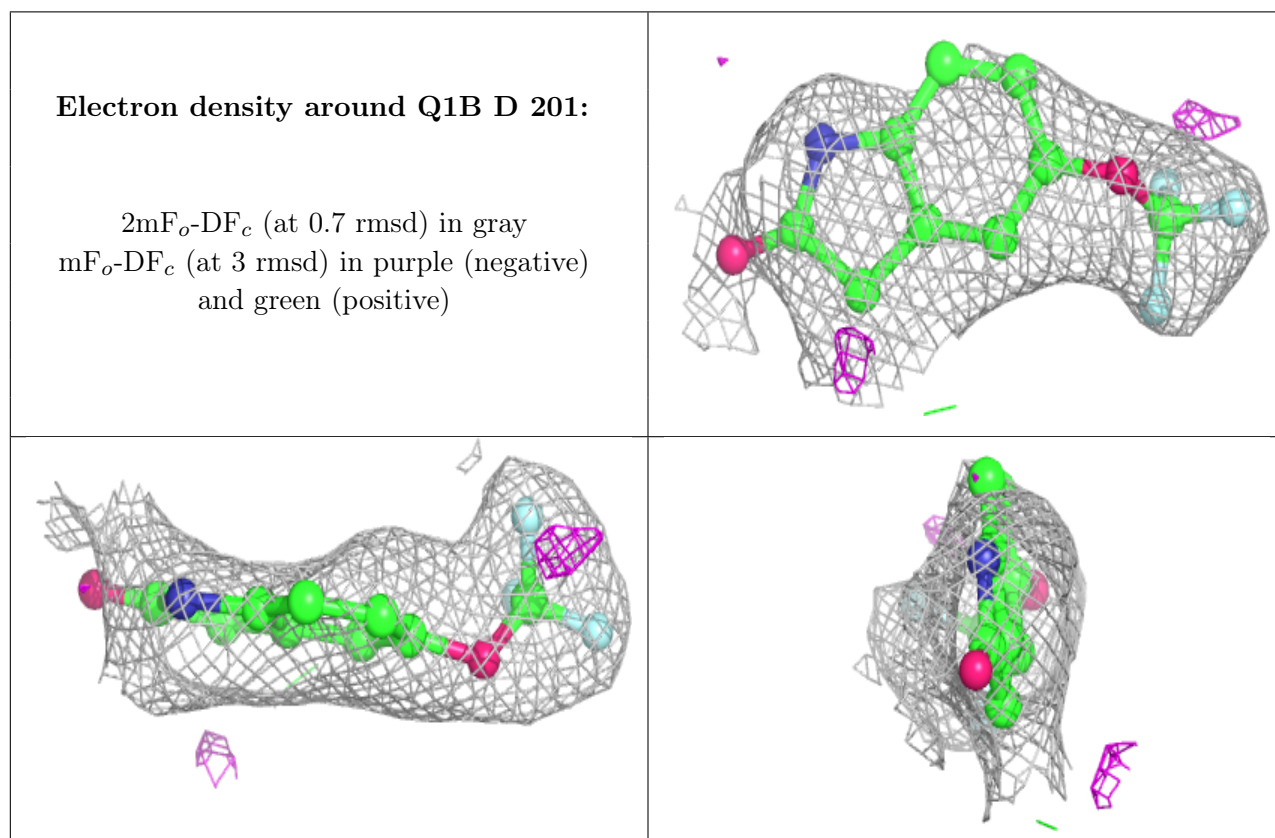 Electron density around Q1B D 201:
2mFo-DFc (at 0.7 rmsd) in gray
mFo-DFc (at 3 rmsd) in purple (negative)
and green (positive)